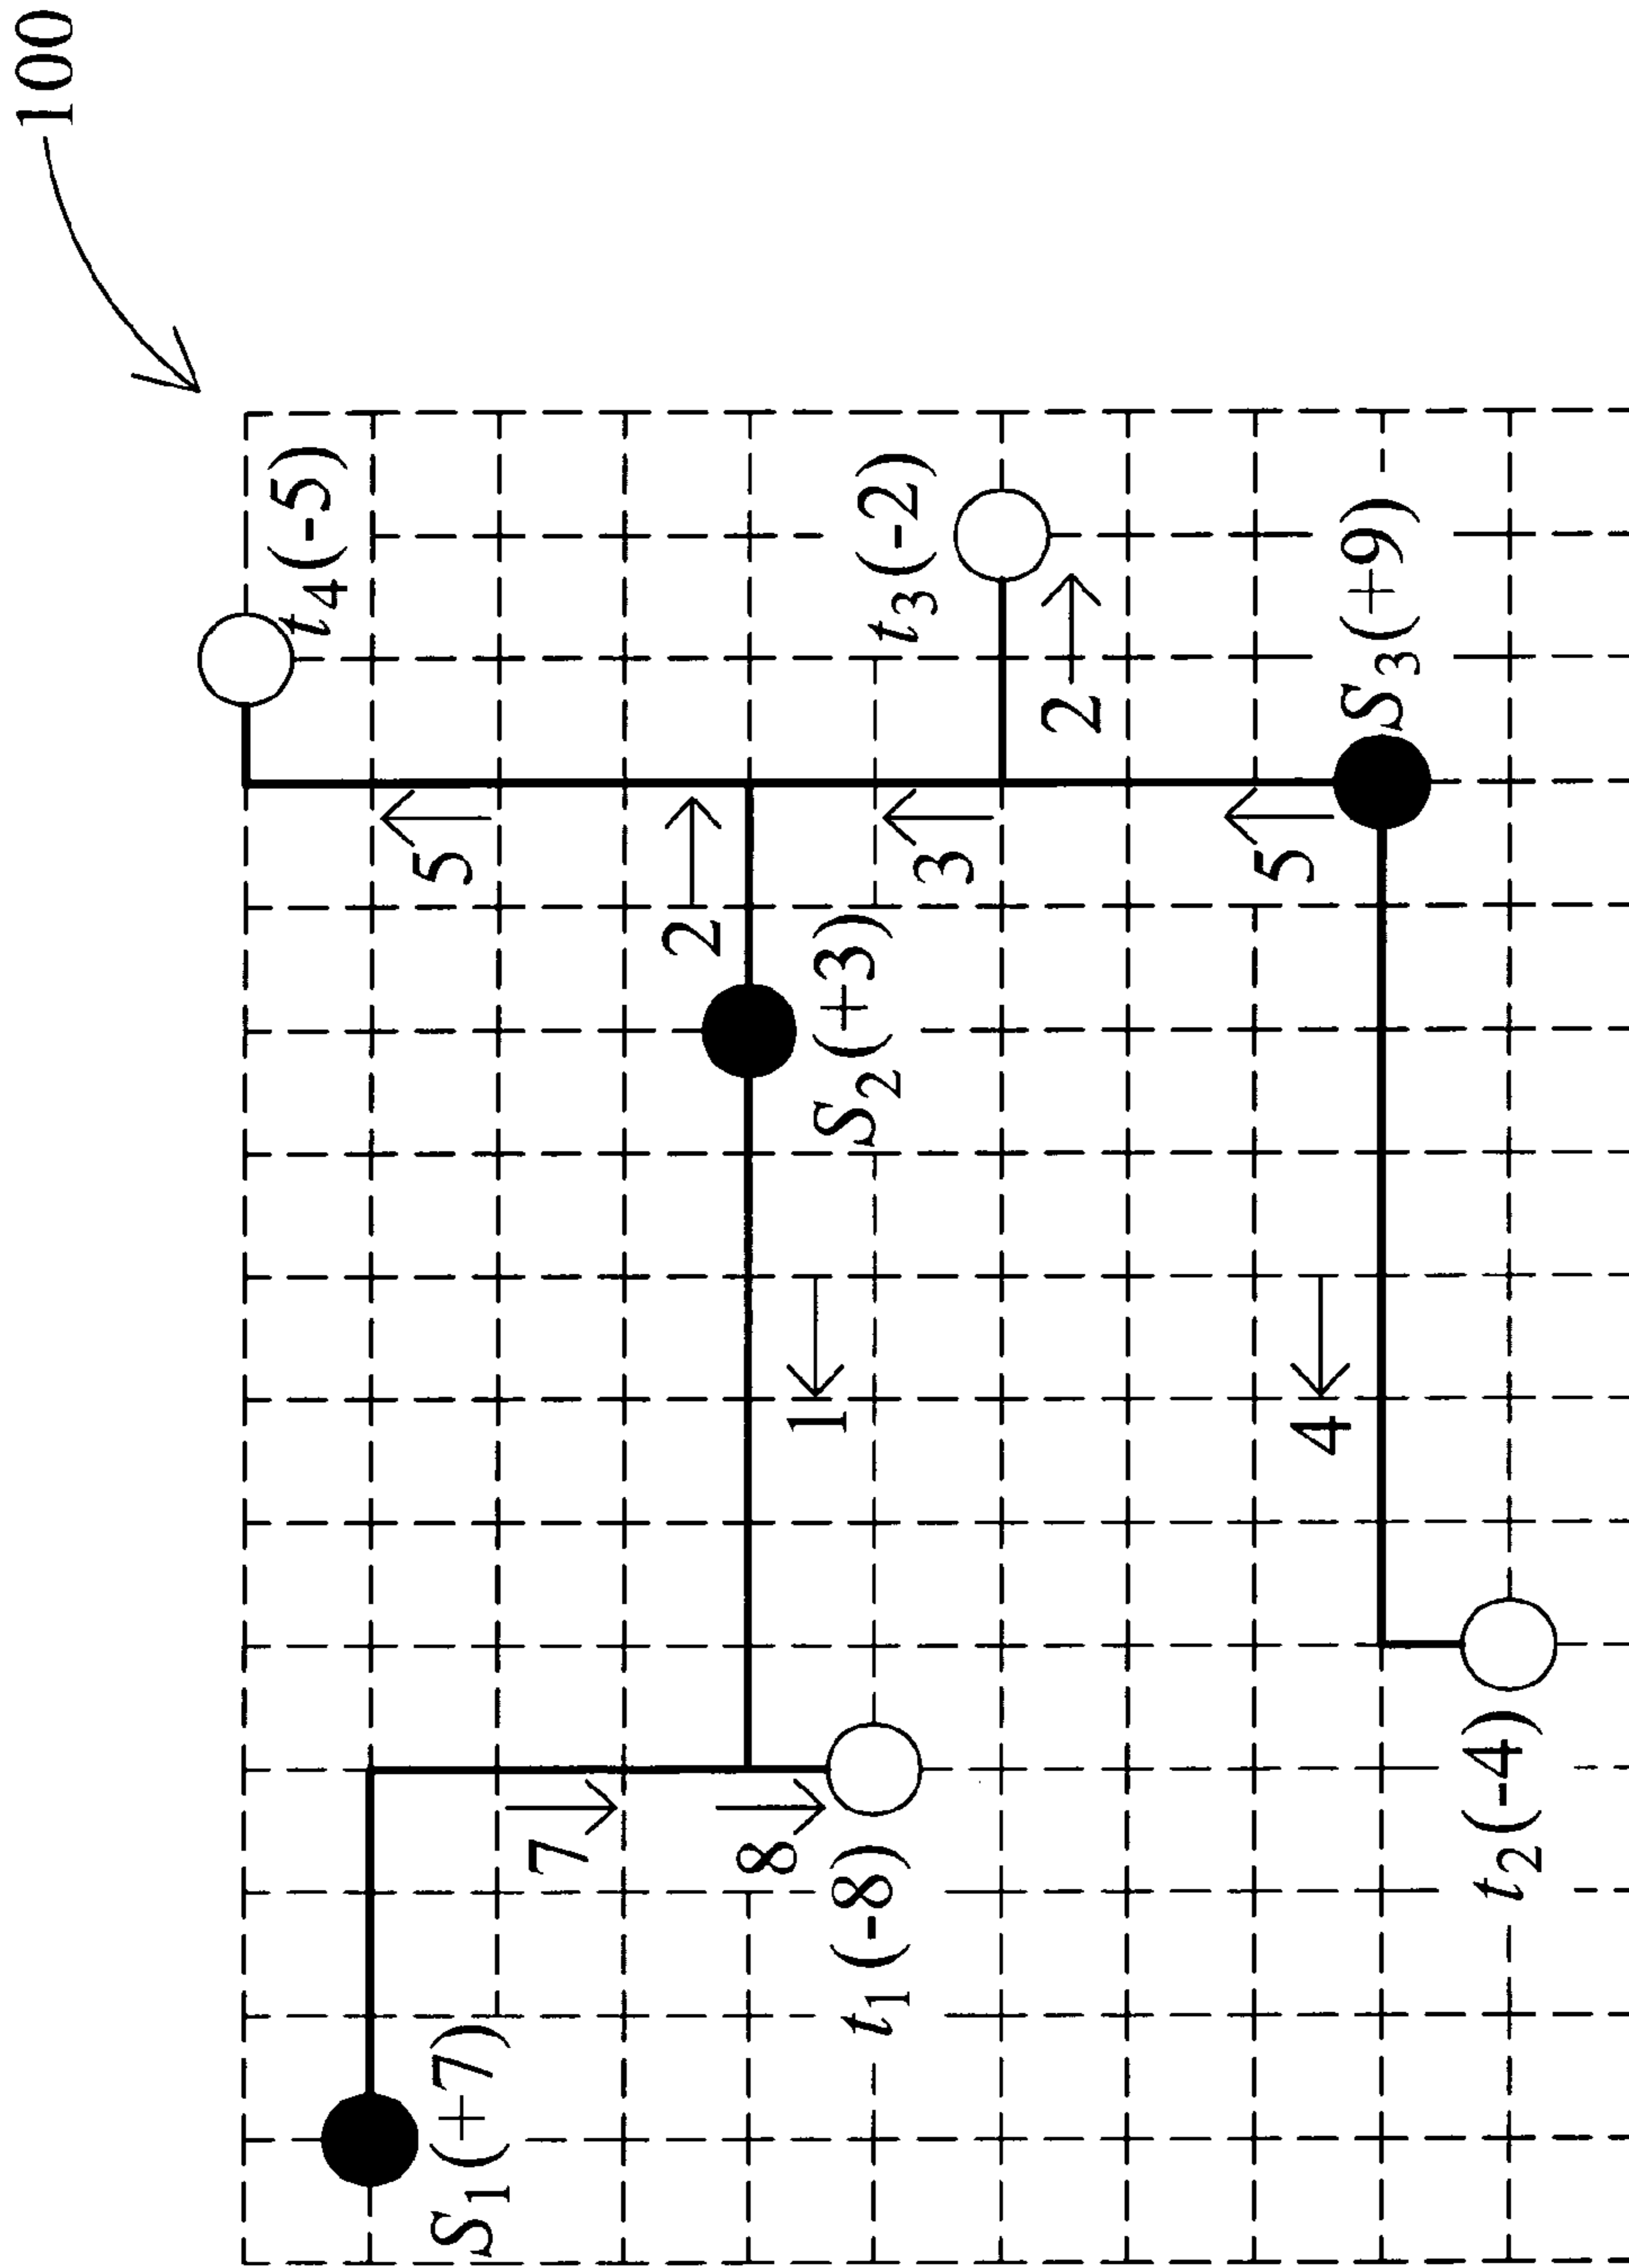 100
t4(-5)
S1(+7)
5
7
2
8
1
t1(-8)
S2(+3)
t3(-2)
3
2
4
5
S3(+9)
t2(-4)